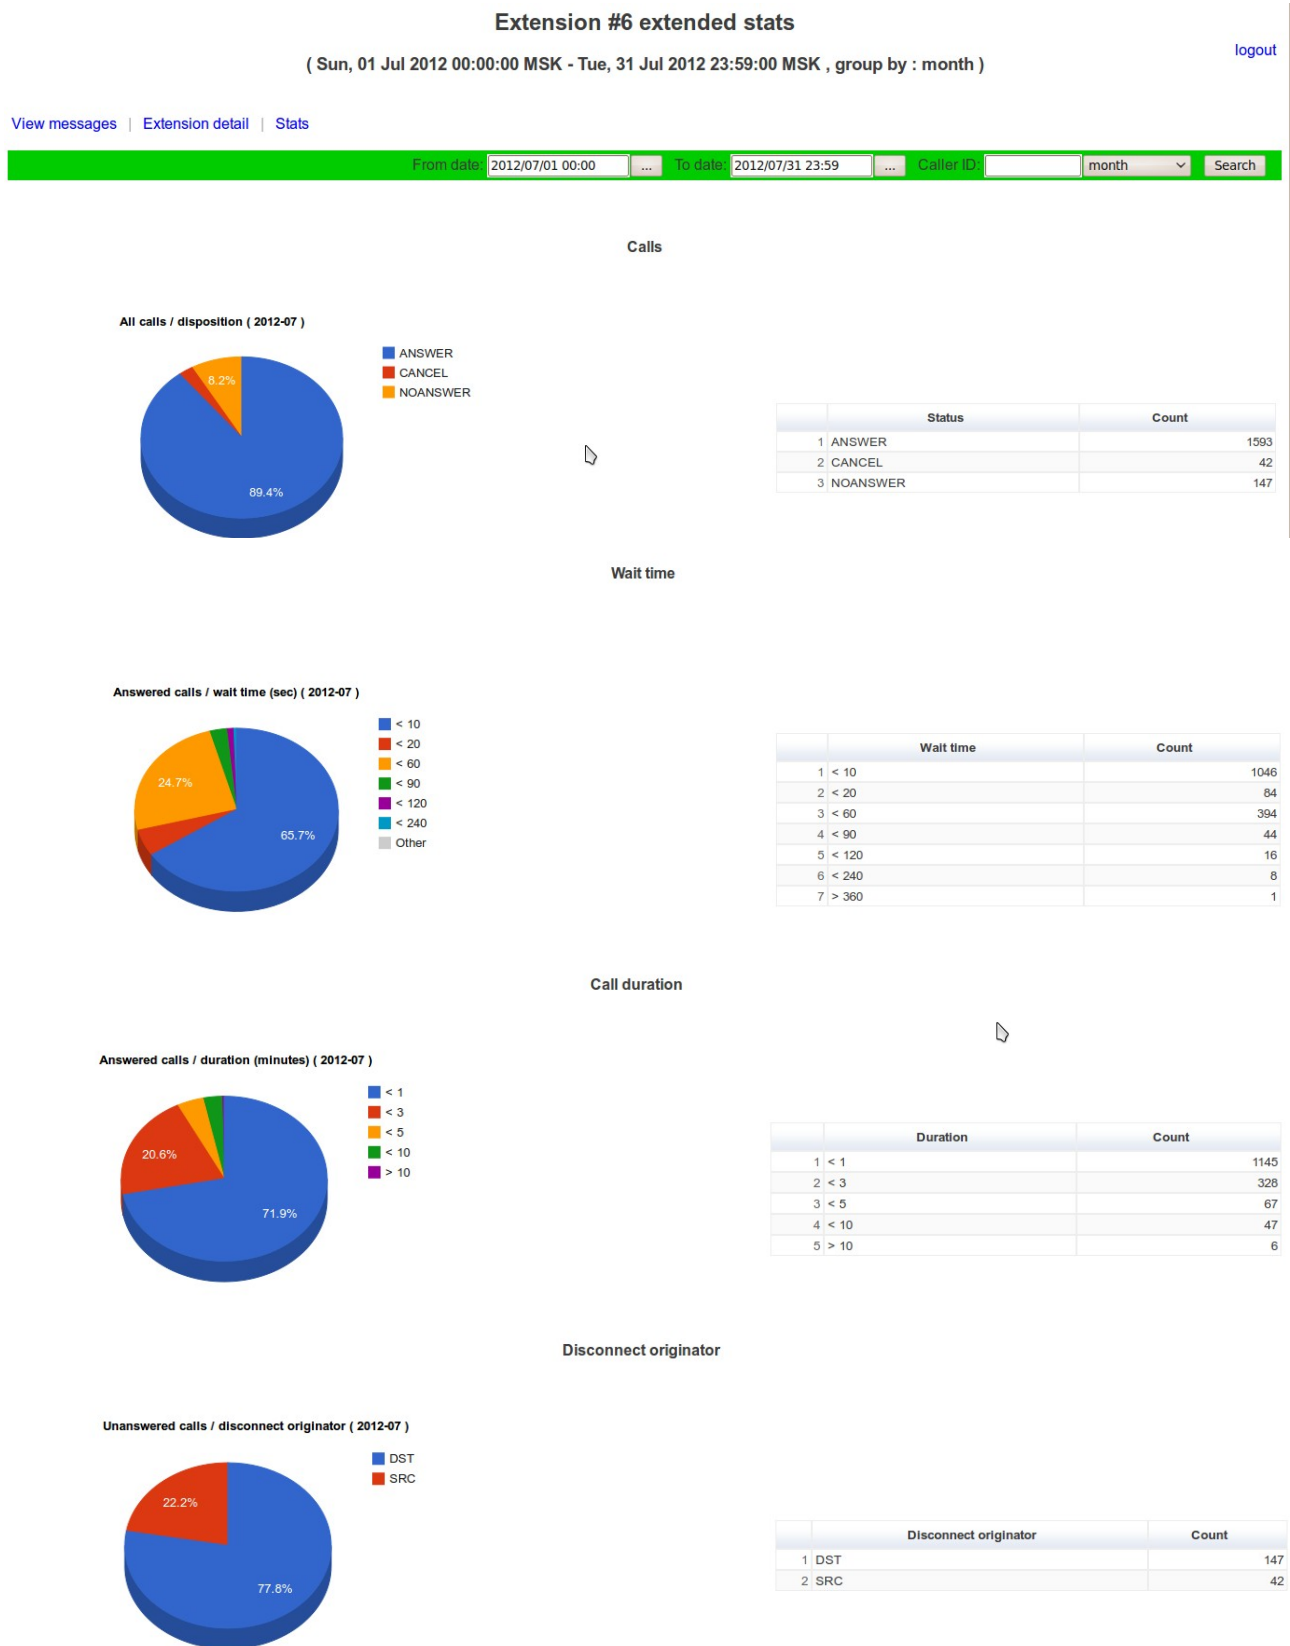 Extension #6 extended stats
( Sun, 01 Jul 2012 00:00:00 MSK - Tue, 31 Jul 2012 23:59:00 MSK , group by : month )
logout
View messages | Extension detail | Stats
From date: 2012/07/01 00:00 ... To date: 2012/07/31 23:59 ... Caller ID: month Search
Calls
All calls / disposition ( 2012-07 )
ANSWER
CANCEL
NOANSWER
8.2%
89.4%
Status Count
1 ANSWER 1593
2 CANCEL 42
3 NOANSWER 147
Wait time
Answered calls / wait time (sec) ( 2012-07 )
< 10
< 20
< 60
< 90
< 120
< 240
Other
24.7%
65.7%
Wait time Count
1 < 10 1046
2 < 20 84
3 < 60 394
4 < 90 44
5 < 120 16
6 < 240 8
7 > 360 1
Call duration
Answered calls / duration (minutes) ( 2012-07 )
< 1
< 3
< 5
< 10
> 10
20.6%
71.9%
Duration Count
1 < 1 1145
2 < 3 328
3 < 5 67
4 < 10 47
5 > 10 6
Disconnect originator
Unanswered calls / disconnect originator ( 2012-07 )
DST
SRC
22.2%
77.8%
Disconnect originator Count
1 DST 147
2 SRC 42